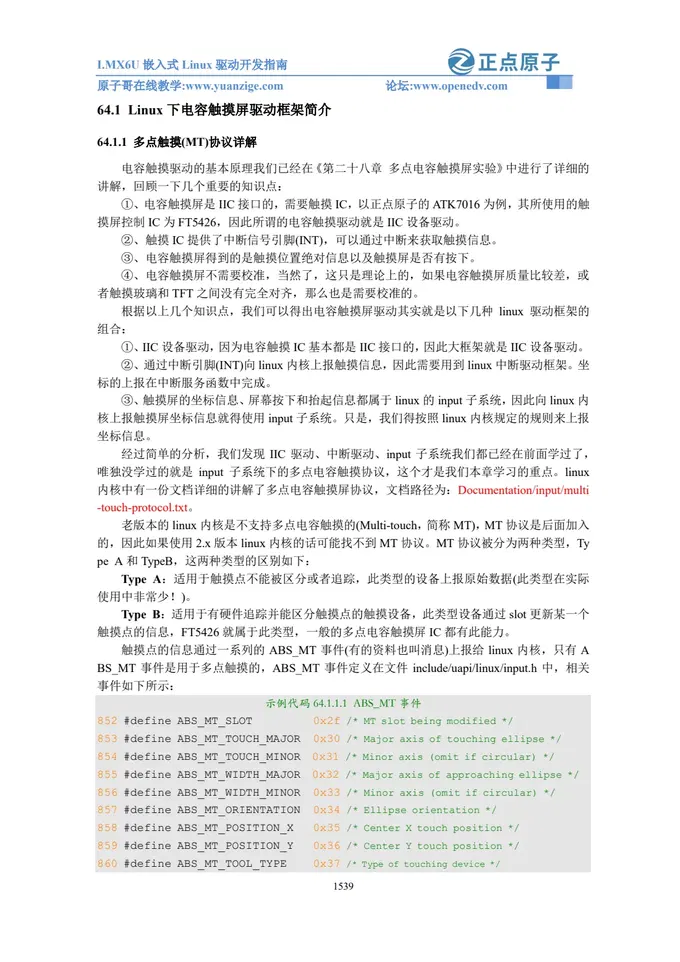 I.MX6U 嵌入式 Linux 驱动开发指南
正点原子
原子哥在线教学:www.yuanzige.com 论坛:www.openedv.com
64.1 Linux 下电容触摸屏驱动框架简介
64.1.1 多点触摸(MT)协议详解
电容触摸驱动的基本原理我们已经在《第二十八章 多点电容触摸屏实验》中进行了详细的
讲解，回顾一下几个重要的知识点：
①、电容触摸屏是 IIC 接口的，需要触摸 IC，以正点原子的 ATK7016 为例，其所使用的触
摸屏控制 IC 为 FT5426，因此所谓的电容触摸驱动就是 IIC 设备驱动。
②、触摸 IC 提供了中断信号引脚(INT)，可以通过中断来获取触摸信息。
③、电容触摸屏得到的是触摸位置绝对信息以及触摸屏是否有按下。
④、电容触摸屏不需要校准，当然了，这只是理论上的，如果电容触摸屏质量比较差，或
者触摸玻璃和 TFT 之间没有完全对齐，那么也是需要校准的。
根据以上几个知识点，我们可以得出电容触摸屏驱动其实就是以下几种 linux 驱动框架的
组合：
①、IIC 设备驱动，因为电容触摸 IC 基本都是 IIC 接口的，因此大框架就是 IIC 设备驱动。
②、通过中断引脚(INT)向 linux 内核上报触摸信息，因此需要用到 linux 中断驱动框架。坐
标的上报在中断服务函数中完成。
③、触摸屏的坐标信息、屏幕按下和抬起信息都属于 linux 的 input 子系统，因此向 linux 内
核上报触摸屏坐标信息就得使用 input 子系统。只是，我们得按照 linux 内核规定的规则来上报
坐标信息。
经过简单的分析，我们发现 IIC 驱动、中断驱动、input 子系统我们都已经在前面学过了，
唯独没学过的就是 input 子系统下的多点电容触摸协议，这个才是我们本章学习的重点。linux
内核中有一份文档详细的讲解了多点电容触摸屏协议，文档路径为：Documentation/input/multi
-touch-protocol.txt。
老版本的 linux 内核是不支持多点电容触摸的(Multi-touch，简称 MT)，MT 协议是后面加入
的，因此如果使用 2.x 版本 linux 内核的话可能找不到 MT 协议。MT 协议被分为两种类型，Ty
pe A 和 TypeB，这两种类型的区别如下：
Type A：适用于触摸点不能被区分或者追踪，此类型的设备上报原始数据(此类型在实际
使用中非常少！)。
Type B：适用于有硬件追踪并能区分触摸点的触摸设备，此类型设备通过 slot 更新某一个
触摸点的信息，FT5426 就属于此类型，一般的多点电容触摸屏 IC 都有此能力。
触摸点的信息通过一系列的 ABS_MT 事件(有的资料也叫消息)上报给 linux 内核，只有 A
BS_MT 事件是用于多点触摸的，ABS_MT 事件定义在文件 include/uapi/linux/input.h 中，相关
事件如下所示：
示例代码 64.1.1.1 ABS_MT 事件
852 #define ABS_MT_SLOT 0x2f /* MT slot being modified */
853 #define ABS_MT_TOUCH_MAJOR 0x30 /* Major axis of touching ellipse */
854 #define ABS_MT_TOUCH_MINOR 0x31 /* Minor axis (omit if circular) */
855 #define ABS_MT_WIDTH_MAJOR 0x32 /* Major axis of approaching ellipse */
856 #define ABS_MT_WIDTH_MINOR 0x33 /* Minor axis (omit if circular) */
857 #define ABS_MT_ORIENTATION 0x34 /* Ellipse orientation */
858 #define ABS_MT_POSITION_X 0x35 /* Center X touch position */
859 #define ABS_MT_POSITION_Y 0x36 /* Center Y touch position */
860 #define ABS_MT_TOOL_TYPE 0x37 /* Type of touching device */
1539